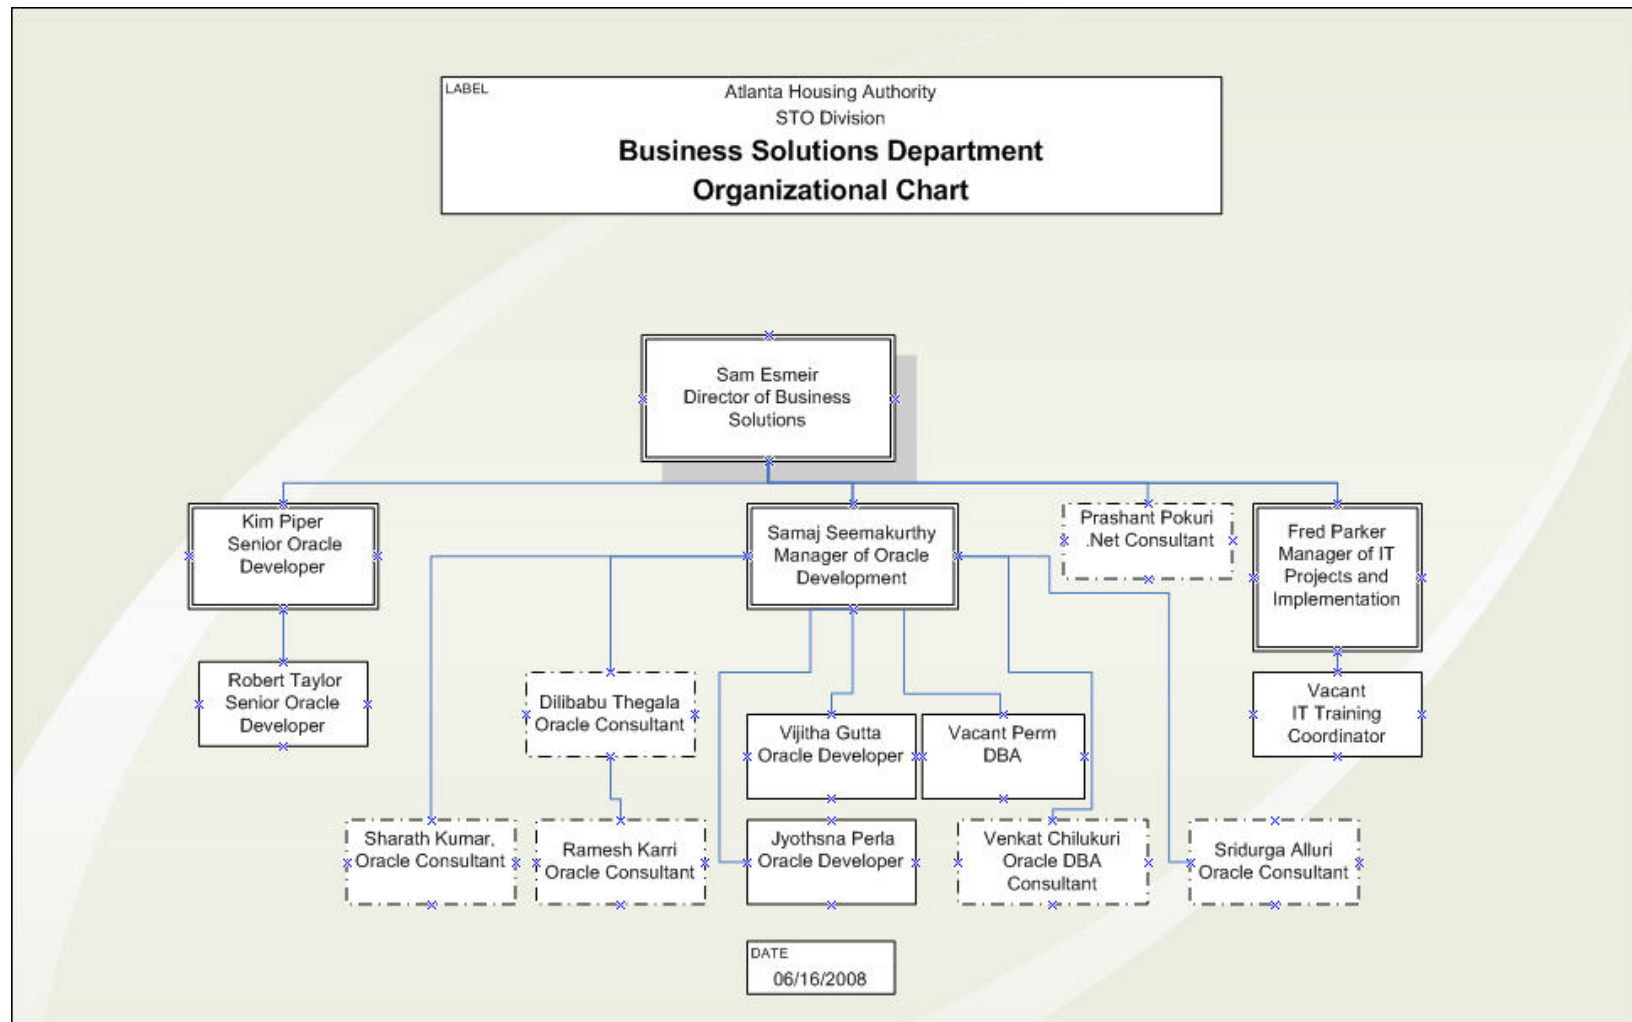 LABEL
Atlanta Housing Authority
STO Division
Business Solutions Department
Organizational Chart
Sam Esmeir
Director of Business
Solutions
Kim Piper
Senior Oracle
Developer
Samaj Seemakurthy
Manager of Oracle
Development
Prashant Pokuri
.Net Consultant
Fred Parker
Manager of IT
Projects and
Implementation
Robert Taylor
Senior Oracle
Developer
Dilibabu Thegala
Oracle Consultant
Vijitha Gutta
Oracle Developer
Vacant Perm
DBA
Vacant
IT Training
Coordinator
Sharath Kumar,
Oracle Consultant
Ramesh Karri
Oracle Consultant
Jyothsna Perla
Oracle Developer
Venkat Chilukuri
Oracle DBA
Consultant
Sridurga Alluri
Oracle Consultant
DATE
06/16/2008